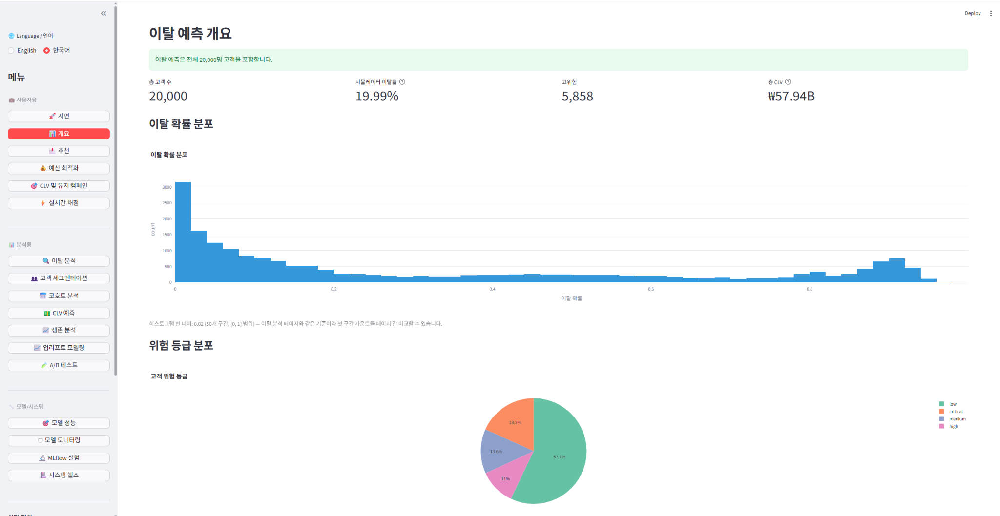 Deploy
🌐 Language / 언어
English 한국어
메뉴
💼 사용자용
🚀 시연
📊 개요
📩 추천
💰 예산 최적화
🎯 CLV 및 유지 캠페인
⚡ 실시간 채점
📊 분석용
🔍 이탈 분석
👥 고객 세그멘테이션
📅 코호트 분석
💵 CLV 예측
📈 생존 분석
📈 업리프트 모델링
🧪 A/B 테스트
🔧 모델/시스템
🎯 모델 성능
🛡 모델 모니터링
🔬 MLflow 실험
시스템 헬스
이탈 예측 개요
이탈 예측은 전체 20,000명 고객을 포함합니다.
총 고객 수
20,000
시뮬레이터 이탈률
19.99%
고위험
5,858
총 CLV
₩57.94B
이탈 확률 분포
이탈 확률 분포
3000
2500
2000
1500
1000
500
0
count
0 0.2 0.4 0.6 0.8
이탈 확률
히스토그램 빈 너비: 0.02 (50개 구간, [0, 1] 범위) — 이탈 분석 페이지와 같은 기준이라 첫 구간 카운트를 페이지 간 비교할 수 있습니다.
위험 등급 분포
고객 위험 등급
18.3%
13.6%
57.1%
11%
low
critical
medium
high